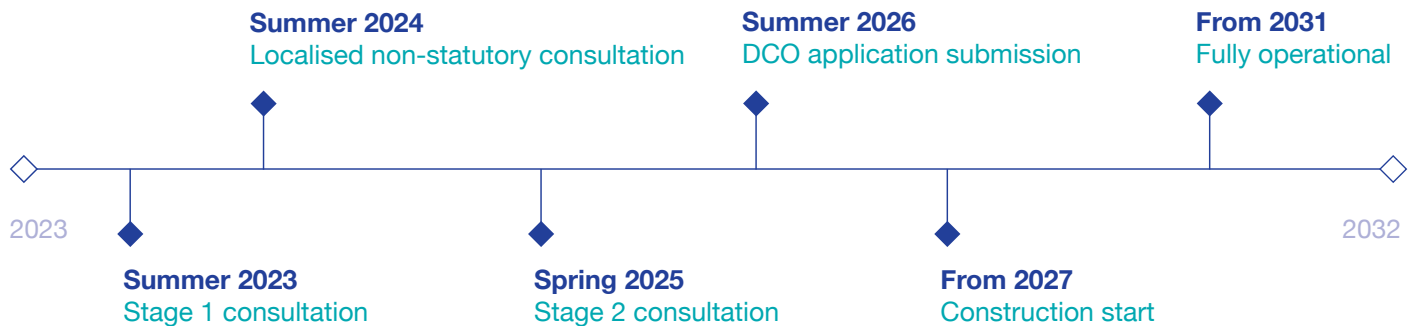 Summer 2024
Localised non-statutory consultation
Summer 2026
DCO application submission
From 2031
Fully operational
2023
2032
Summer 2023
Stage 1 consultation
Spring 2025
Stage 2 consultation
From 2027
Construction start